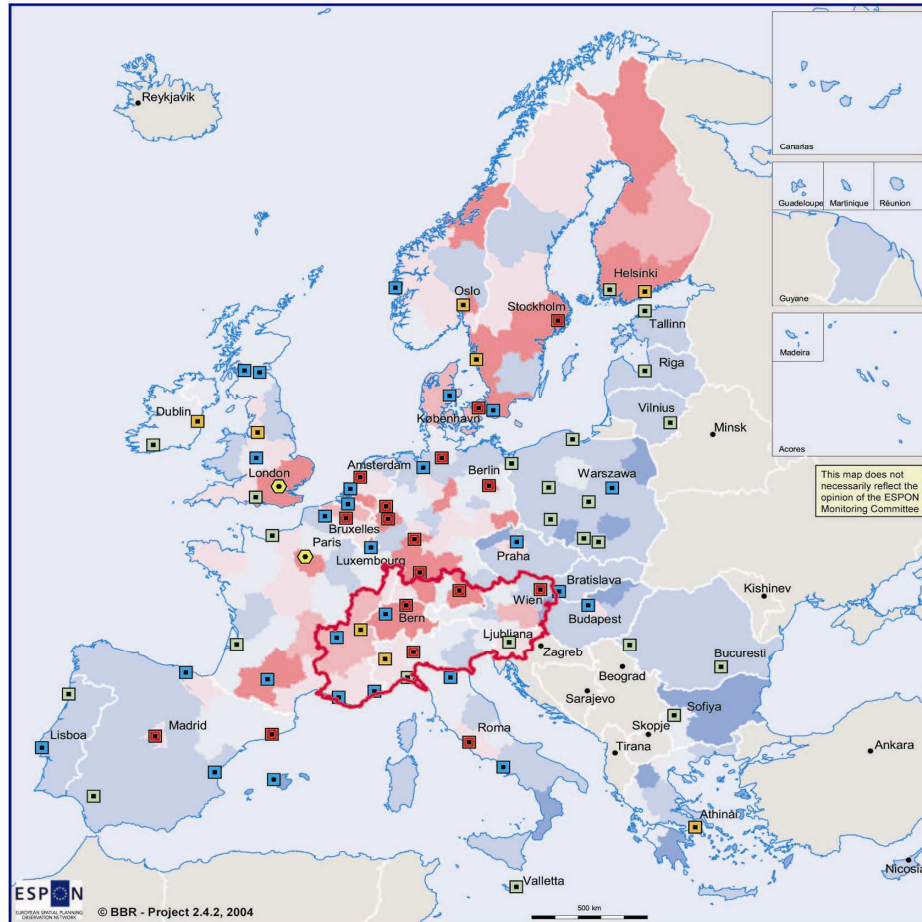 Reykjavik
Canarias
Guadeloupe
Martinique
Réunion
Guyane
Helsinki
Oslo
Stockholm
Tallinn
Madeira
Riga
Dublin
København
Vilnius
Minsk
Acores
Amsterdam
Berlin
Warszawa
London
This map does not
necessarily reflect the
opinion of the ESPON
Monitoring Committee
Bruxelles
Paris
Praha
Luxembourg
Bratislava
Kishinev
Wien
Budapest
Bern
Ljubljana
Zagreb
Bucuresti
Beograd
Sarajevo
Sofiya
Madrid
Roma
Skopje
Lisboa
Tirana
Ankara
Athinái
Valletta
Nicosia
ESPON
EUROPEAN SPATIAL PLANNING
OBSERVATION NETWORK
© BBR - Project 2.4.2, 2004
500 km